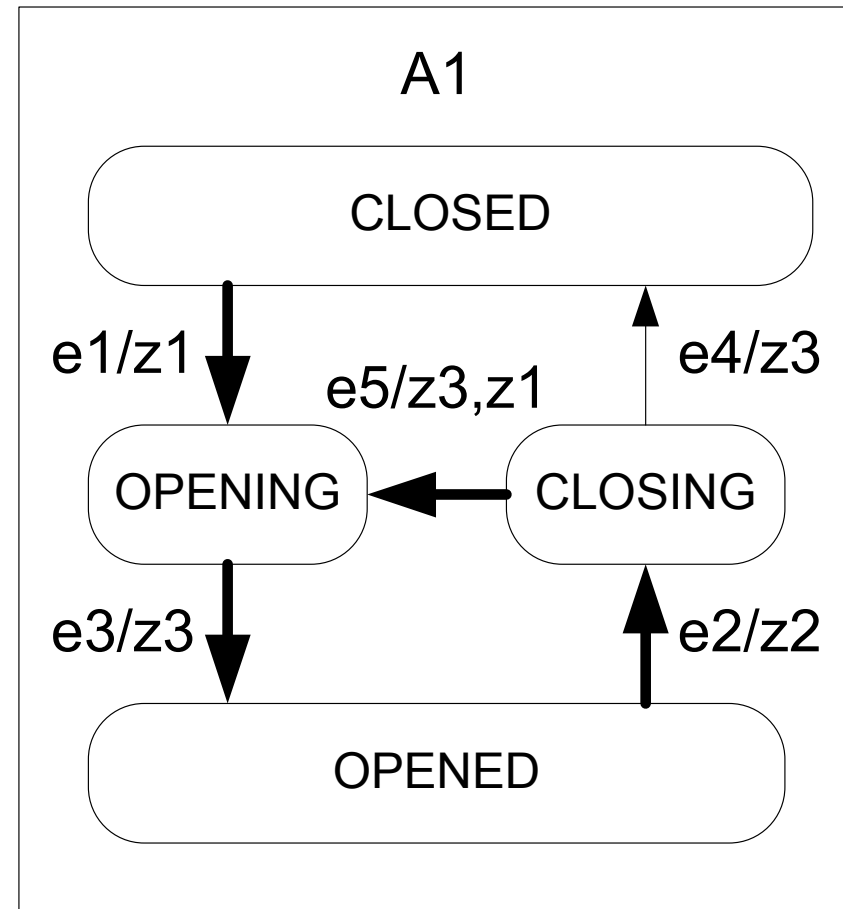 A1
CLOSED
e1/z1
e4/z3
e5/z3,z1
OPENING
CLOSING
e3/z3
e2/z2
OPENED